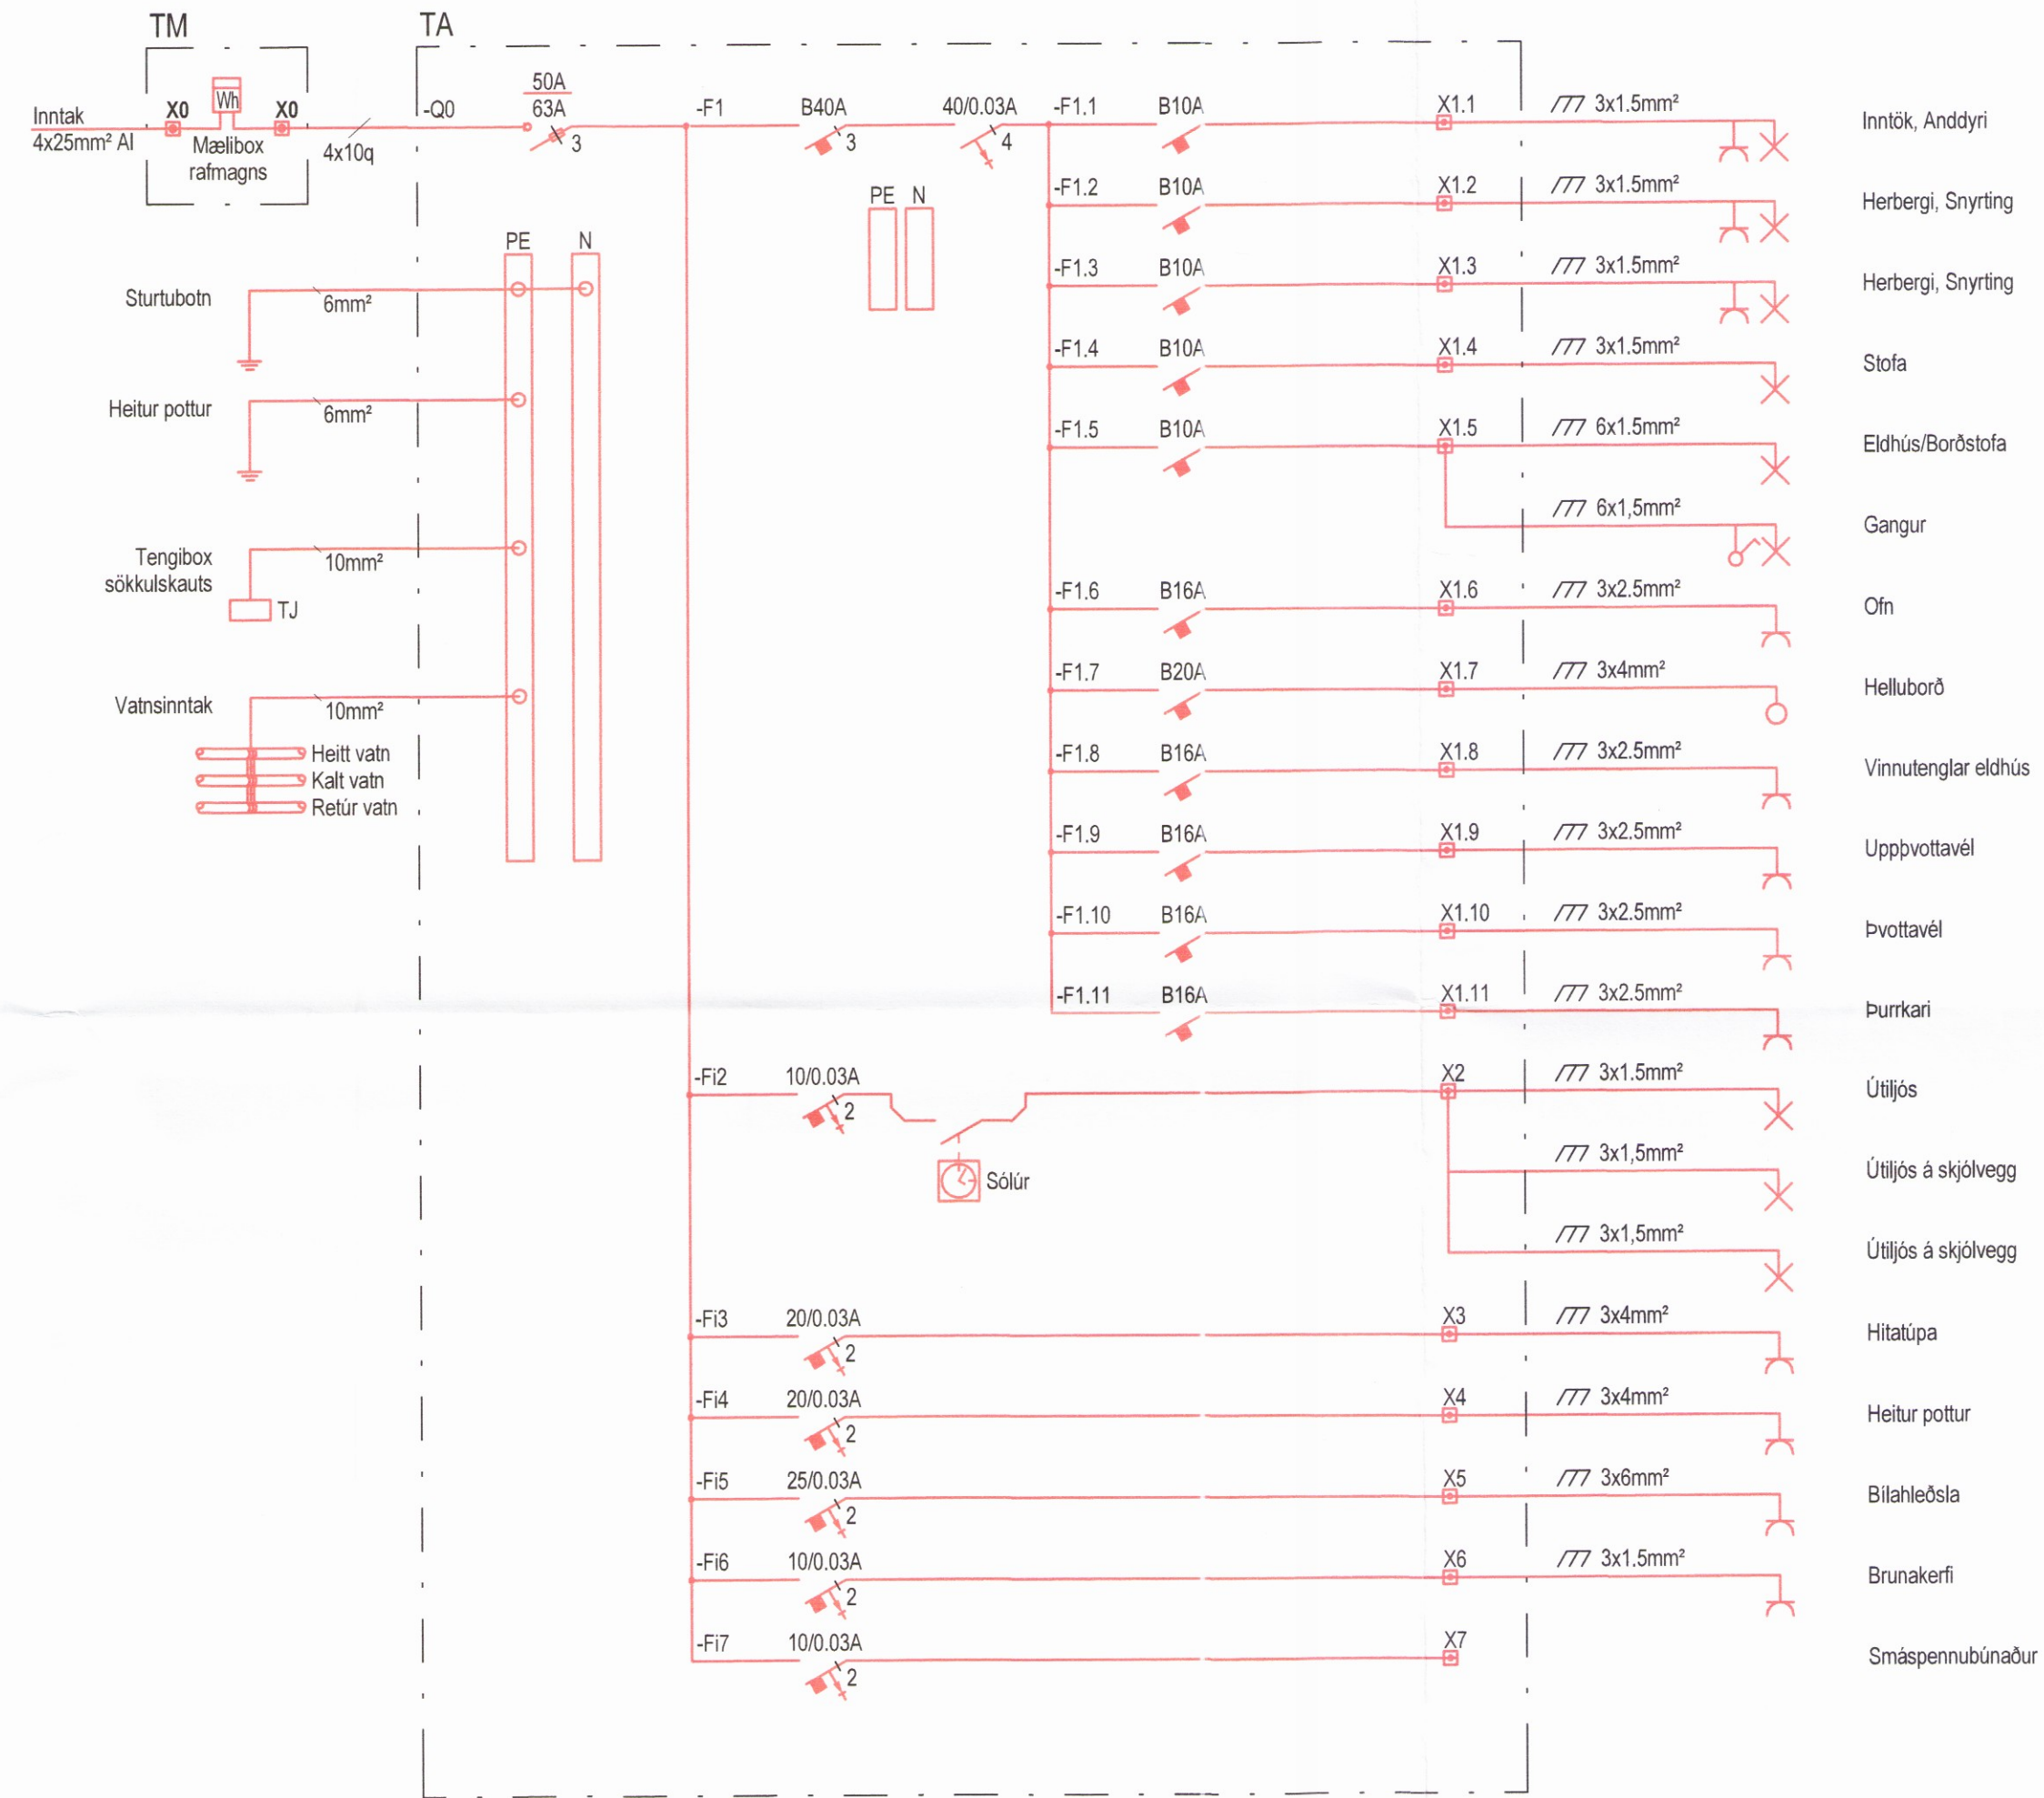 TM
TA
Inntak
4x25mm² Al
X0
Wh
X0
Mælibox
rafmagns
4x10q
-Q0
50A
63A
3
-F1
B40A
3
40/0.03A
4
PE N
PE N
Sturtubotn
6mm²
Heitur pottur
6mm²
Tengibox
sökkulskauts
10mm²
TJ
Vatnsinntak
10mm²
Heitt vatn
Kalt vatn
Retúr vatn
-F1.1 B10A X1.1 3x1.5mm² Inntök, Anddyri
-F1.2 B10A X1.2 3x1.5mm² Herbergi, Snyrting
-F1.3 B10A X1.3 3x1.5mm² Herbergi, Snyrting
-F1.4 B10A X1.4 3x1.5mm² Stofa
-F1.5 B10A X1.5 6x1.5mm² Eldhús/Borðstofa
6x1,5mm² Gangur
-F1.6 B16A X1.6 3x2.5mm² Ofn
-F1.7 B20A X1.7 3x4mm² Helluborð
-F1.8 B16A X1.8 3x2.5mm² Vinnutenglar eldhús
-F1.9 B16A X1.9 3x2.5mm² Uppþvottavél
-F1.10 B16A X1.10 3x2.5mm² Þvottavél
-F1.11 B16A X1.11 3x2.5mm² Þurrkari
-Fi2 10/0.03A X2 3x1.5mm² Útiljós
2
Sólúr
3x1,5mm² Útiljós á skjólvegg
3x1,5mm² Útiljós á skjólvegg
-Fi3 20/0.03A X3 3x4mm² Hitatúpa
2
-Fi4 20/0.03A X4 3x4mm² Heitur pottur
2
-Fi5 25/0.03A X5 3x6mm² Bílahleðsla
2
-Fi6 10/0.03A X6 3x1.5mm² Brunakerfi
2
-Fi7 10/0.03A X7 Smáspennubúnaður
2